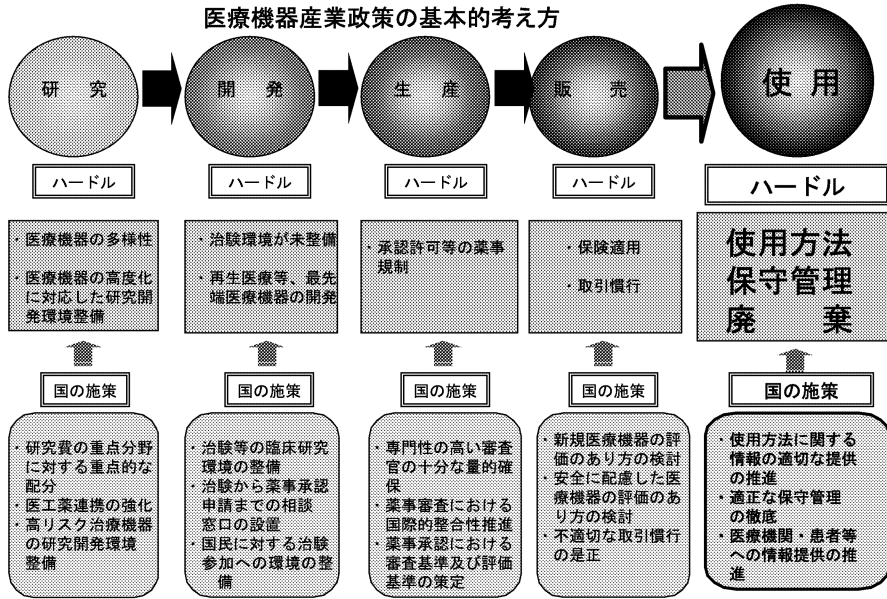 医療機器産業政策の基本的考え方
研　究
開　発
生　産
販　売
使 用
ハードル
ハードル
ハードル
ハードル
ハードル
・医療機器の多様性
・医療機器の高度化
に対応した研究開
発環境整備
・治験環境が未整備
・再生医療等、最先
端医療機器の開発
・承認許可等の薬事
規制
・保険適用
・取引慣行
使用方法
保守管理
廃　棄
国の施策
国の施策
国の施策
国の施策
国の施策
・研究費の重点分野
に対する重点的な
配分
・医工薬連携の強化
・高リスク治療機器
の研究開発環境
整備
・治験等の臨床研究
環境の整備
・治験から薬事承認
申請までの相談
窓口の設置
・国民に対する治験
参加への環境の整
備
・専門性の高い審査
官の十分な量的確
保
・薬事審査における
国際的整合性推進
・薬事承認における
審査基準及び評価
基準の策定
・新規医療機器の評
価のあり方の検討
・安全に配慮した医
療機器の評価のあ
り方の検討
・不適切な取引慣行
の是正
・使用方法に関する
情報の適切な提供
の推進
・適正な保守管理
の徹底
・医療機関・患者等
への情報提供の推
進